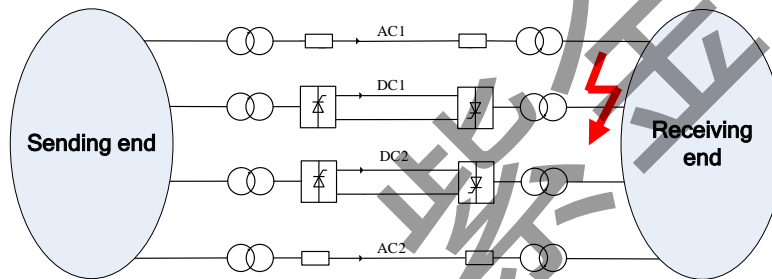 AC1
DC1
Sending end
Receiving
end
DC2
AC2